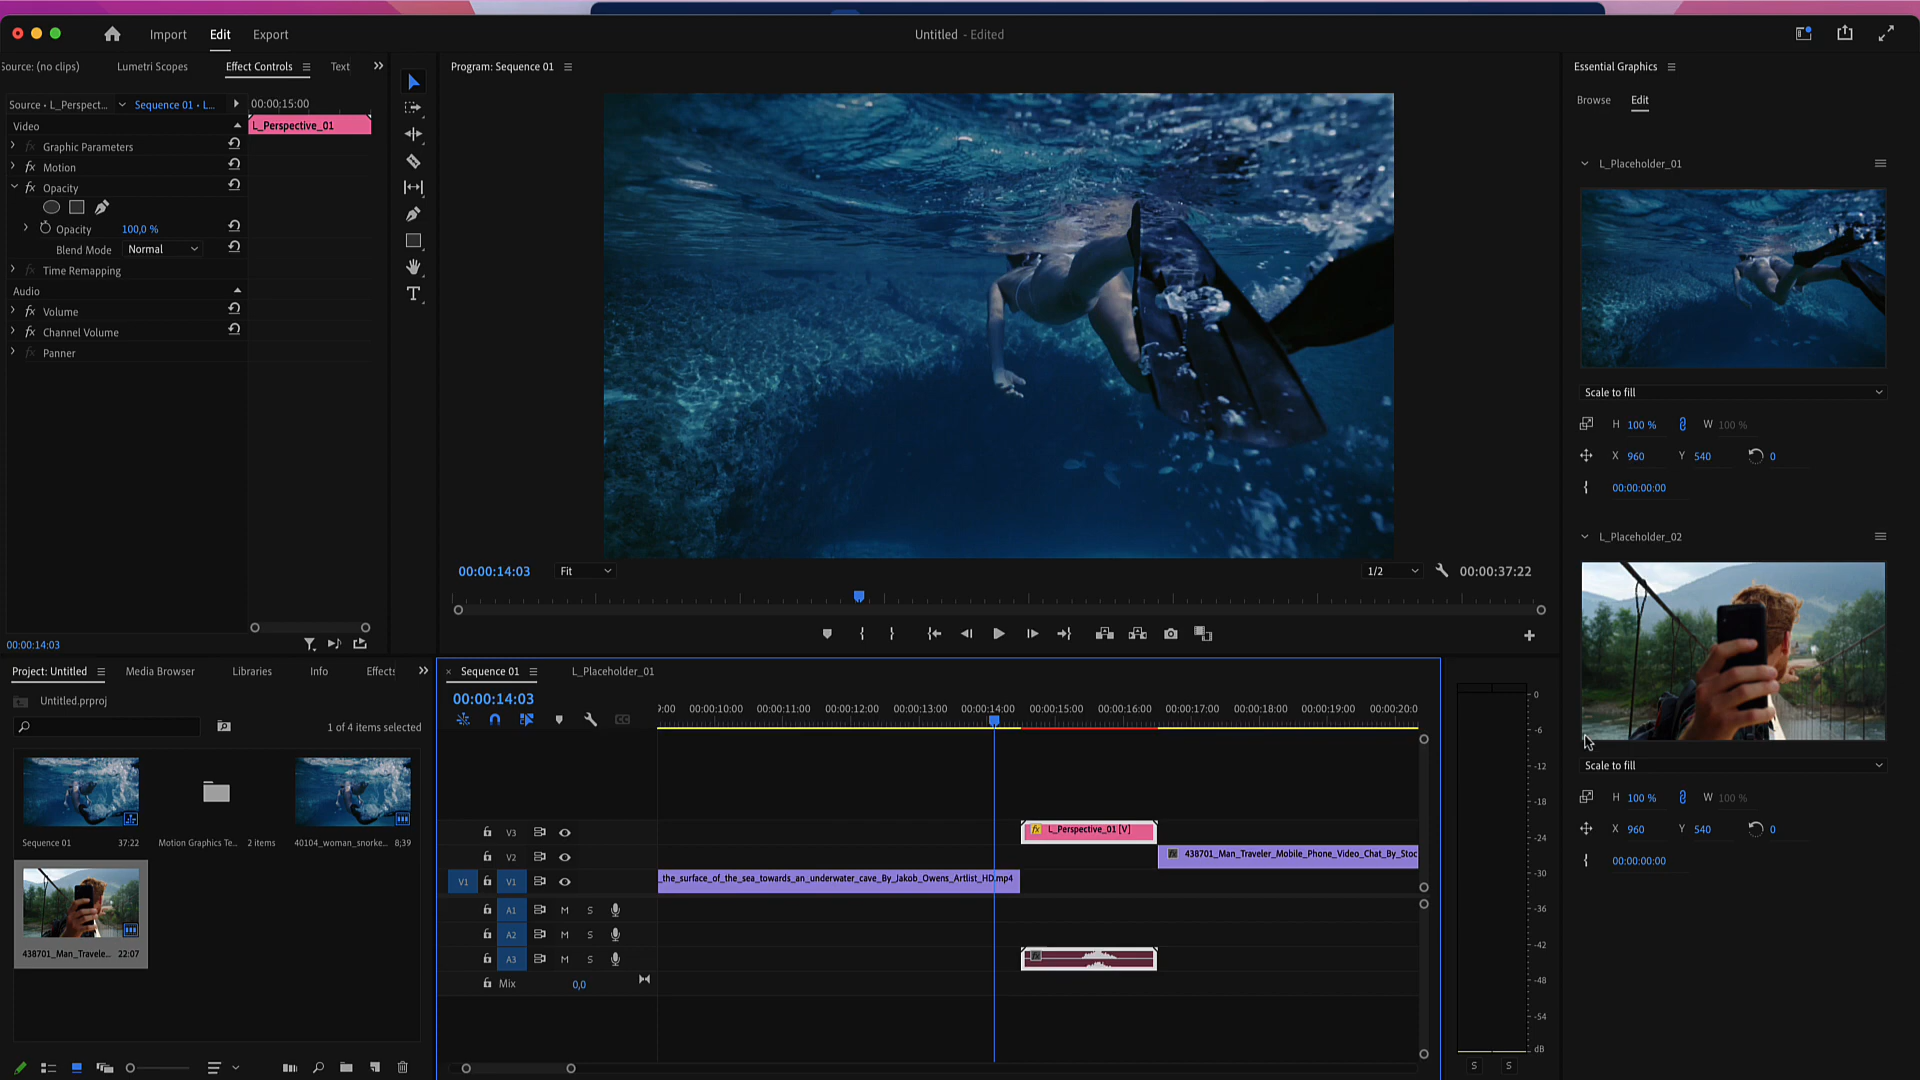 Import Edit Export
Untitled - Edited
Source: (no clips) Lumetri Scopes Effect Controls Text
Program: Sequence 01
Essential Graphics
Browse Edit
Source • L_Perspect... Sequence 01 • L... 00:00:15:00
Video
L_Perspective_01
fx Graphic Parameters
fx Motion
fx Opacity
Opacity 100,0 %
Blend Mode Normal
fx Time Remapping
Audio
fx Volume
fx Channel Volume
fx Panner
00:00:14:03
00:00:14:03 Fit 1/2 00:00:37:22
L_Placeholder_01
Scale to fill
H 100 % W 100 %
X 960 Y 540 0
00:00:00:00
L_Placeholder_02
Scale to fill
H 100 % W 100 %
X 960 Y 540 0
00:00:00:00
Project: Untitled Media Browser Libraries Info Effects
Untitled.prproj
1 of 4 items selected
Sequence 01 37:22
Motion Graphics Te... 2 items
40104_woman_snorke... 8;39
438701_Man_Travele... 22:07
Sequence 01 L_Placeholder_01
00:00:14:03
9:00 00:00:10:00 00:00:11:00 00:00:12:00 00:00:13:00 00:00:14:00 00:00:15:00 00:00:16:00 00:00:17:00 00:00:18:00 00:00:19:00 00:00:20:0
V3
fx L_Perspective_01 [V]
V2
438701_Man_Traveler_Mobile_Phone_Video_Chat_By_Stoc
V1 V1
_the_surface_of_the_sea_towards_an_underwater_cave_By_Jakob_Owens_Artlist_HD.mp4
A1 M S
A2 M S
A3 M S
Mix 0,0
0
-6
-12
-18
-24
-30
-36
-42
-48
-54
dB
S S